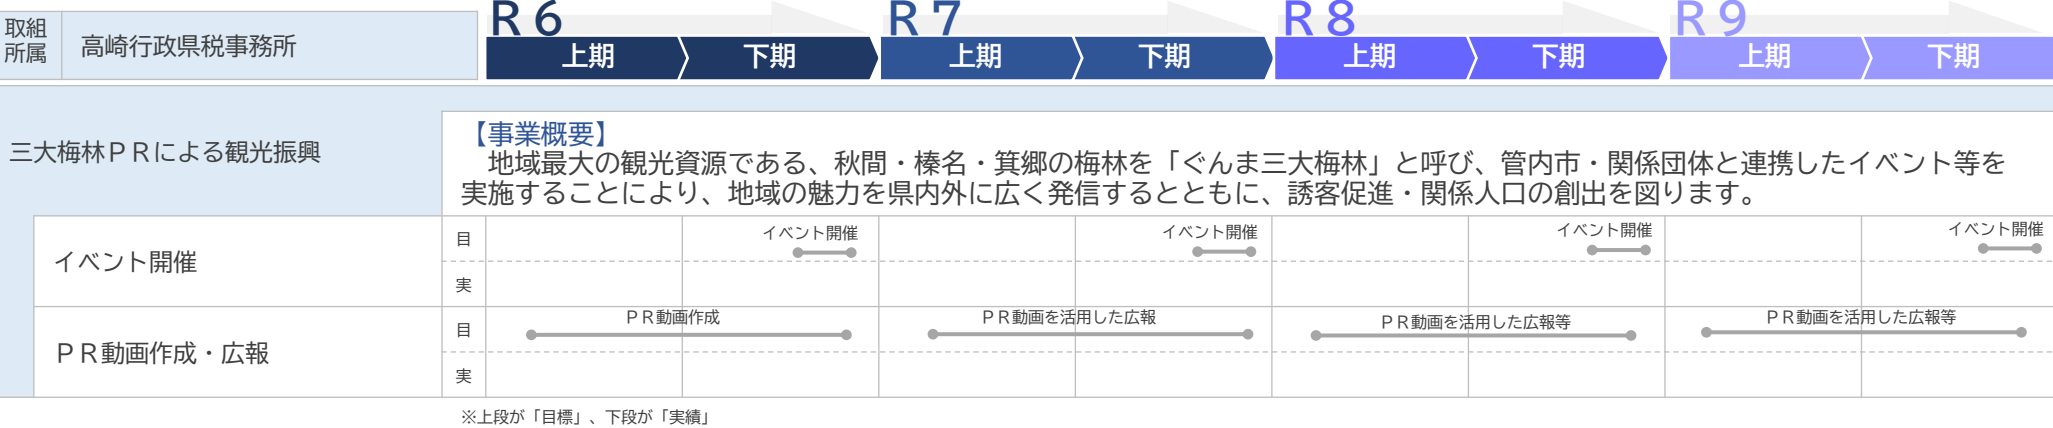 取組
所属
高崎行政県税事務所
R6
上期
下期
R7
上期
下期
R8
上期
下期
R9
上期
下期
三大梅林ＰＲによる観光振興
【事業概要】
地域最大の観光資源である、秋間・榛名・箕郷の梅林を「ぐんま三大梅林」と呼び、管内市・関係団体と連携したイベント等を
実施することにより、地域の魅力を県内外に広く発信するとともに、誘客促進・関係人口の創出を図ります。
イベント開催
目
イベント開催
イベント開催
イベント開催
イベント開催
実
ＰＲ動画作成・広報
目
ＰＲ動画作成
ＰＲ動画を活用した広報
ＰＲ動画を活用した広報等
ＰＲ動画を活用した広報等
実
※上段が「目標」、下段が「実績」